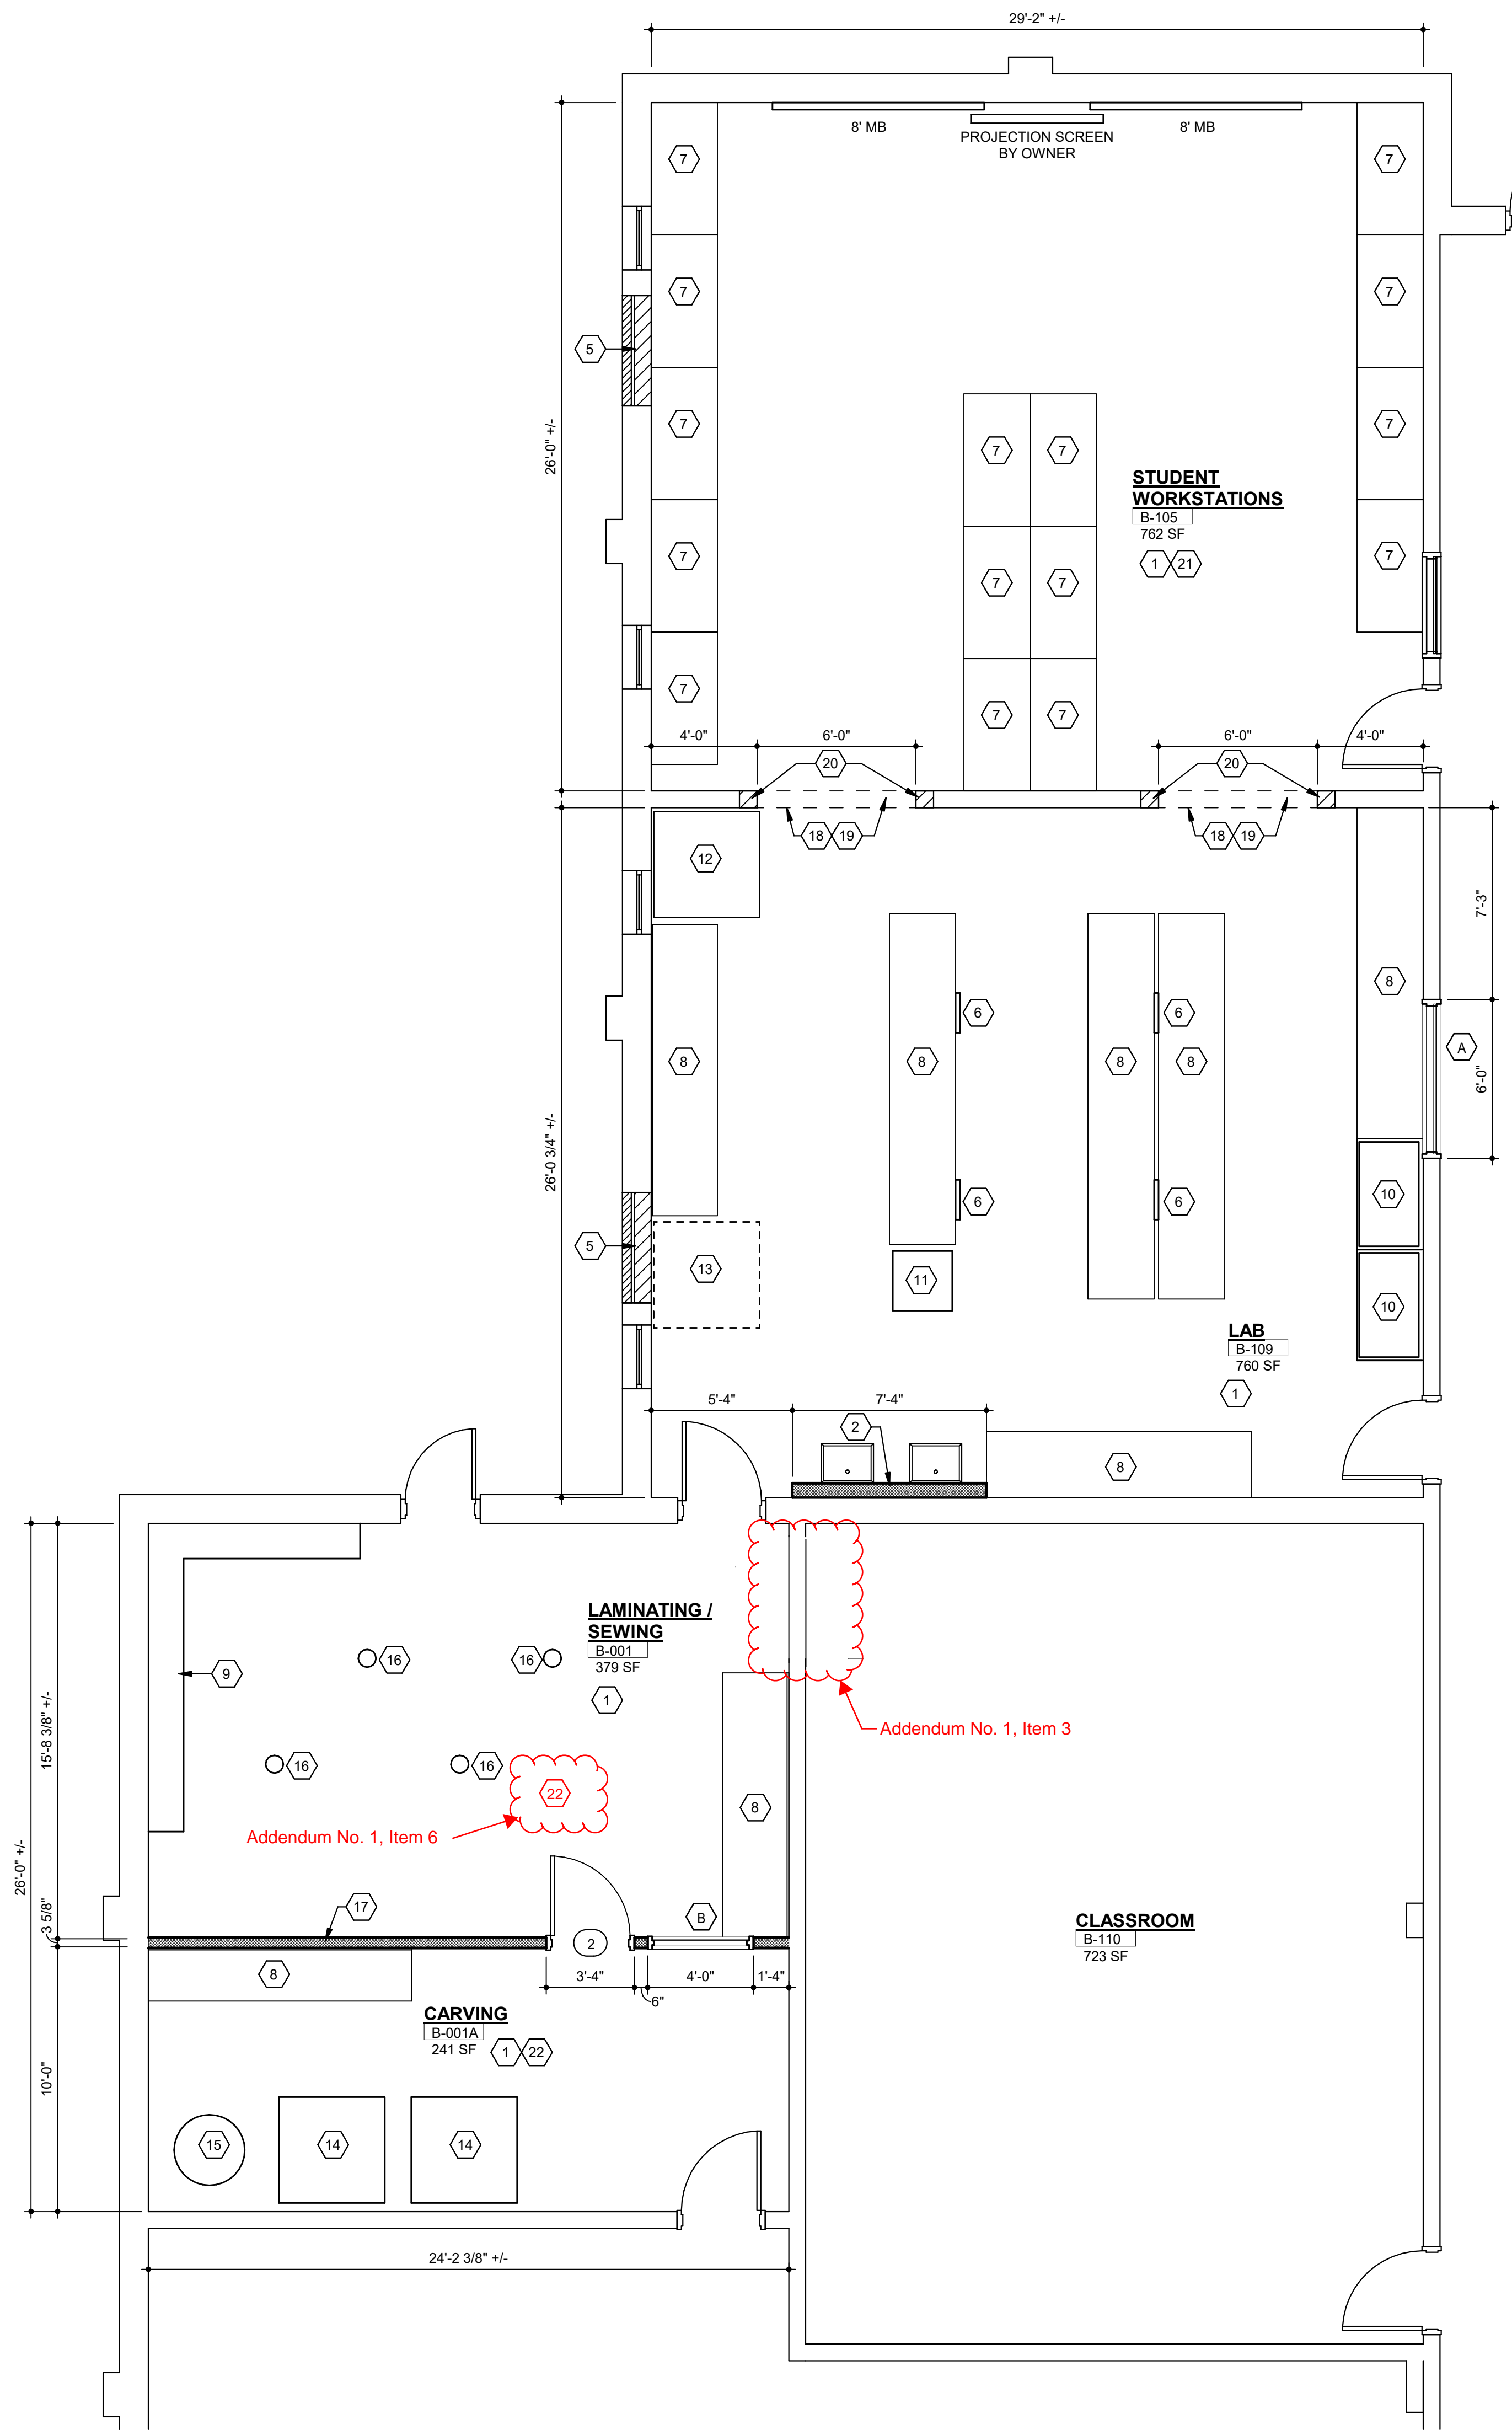 29'-2" +/-
8' MB
PROJECTION SCREEN
BY OWNER
8' MB
7
7
7
7
5
7
7
26'-0" +/-
7
7
STUDENT
WORKSTATIONS
B-105
762 SF
7
7
1
21
7
7
7
7
7
4'-0"
6'-0"
6'-0"
4'-0"
20
20
18
19
18
19
12
7'-3"
8
6
6
A
8
8
8
8
6'-0"
26'-0 3/4" +/-
10
6
6
5
13
11
10
LAB
B-109
760 SF
1
5'-4"
7'-4"
2
8
LAMINATING /
SEWING
B-001
379 SF
16
16
9
1
Addendum No. 1, Item 3
15'-8 3/8" +/-
16
16
22
8
Addendum No. 1, Item 6
26'-0" +/-
3 5/8"
17
B
2
CLASSROOM
B-110
723 SF
8
3'-4"
4'-0"
1'-4"
6"
CARVING
B-001A
241 SF
1
22
10'-0"
15
14
14
24'-2 3/8" +/-